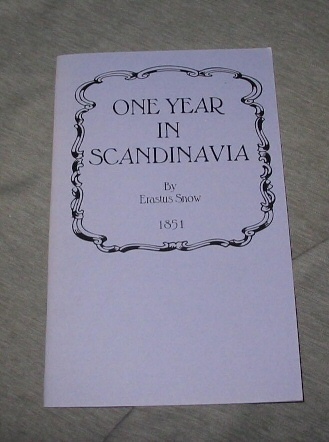 ONE YEAR
IN
SCANDINAVIA
By
Erastus Snow
1851